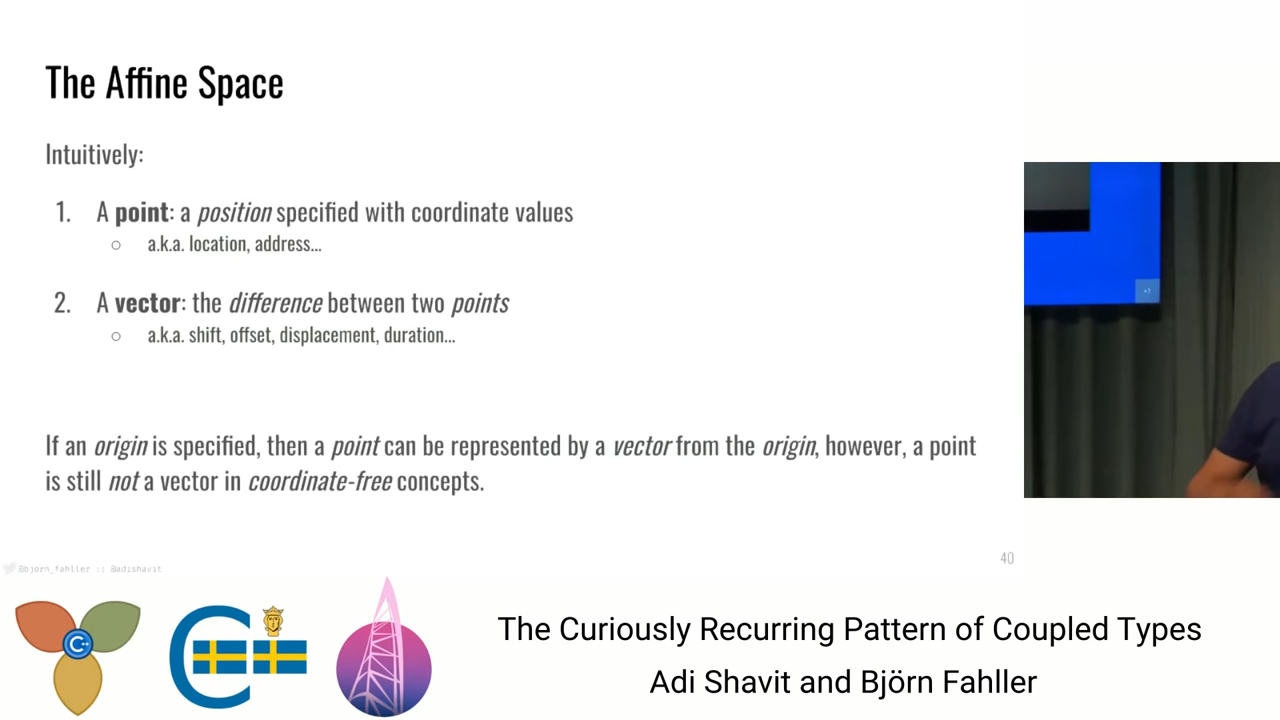 The Affine Space
Intuitively:
1. A point: a position specified with coordinate values
○ a.k.a. location, address...
2. A vector: the difference between two points
○ a.k.a. shift, offset, displacement, duration...
If an origin is specified, then a point can be represented by a vector from the origin, however, a point
is still not a vector in coordinate-free concepts.
40
@bjorn_fahller :: @adishavit
The Curiously Recurring Pattern of Coupled Types
Adi Shavit and Björn Fahller